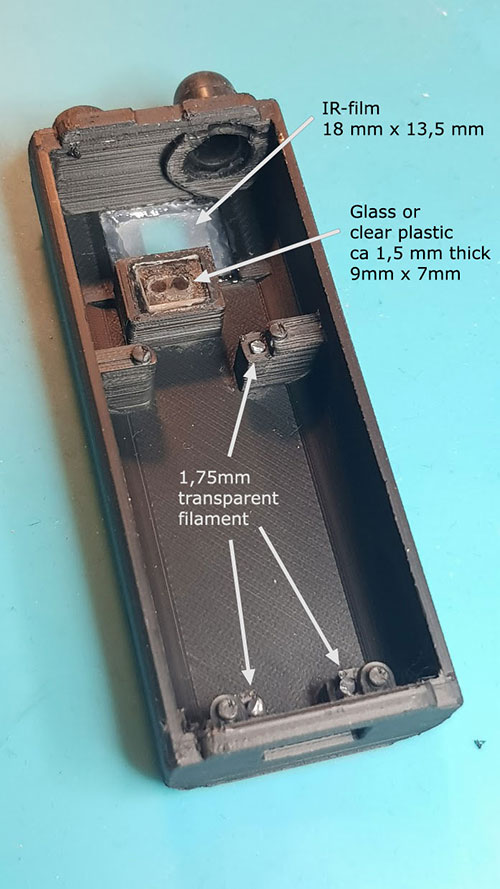 IR-film
18 mm x 13,5 mm
Glass or
clear plastic
ca 1,5 mm thick
9mm x 7mm
1,75mm
transparent
filament